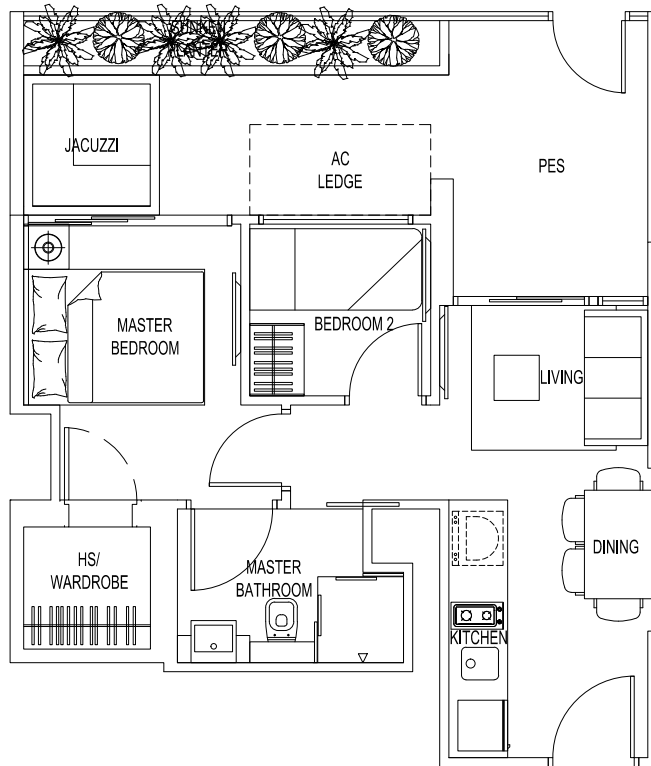 JACUZZI
AC
LEDGE
PES
MASTER
BEDROOM
BEDROOM 2
LIVING
HS/
WARDROBE
MASTER
BATHROOM
DINING
KITCHEN